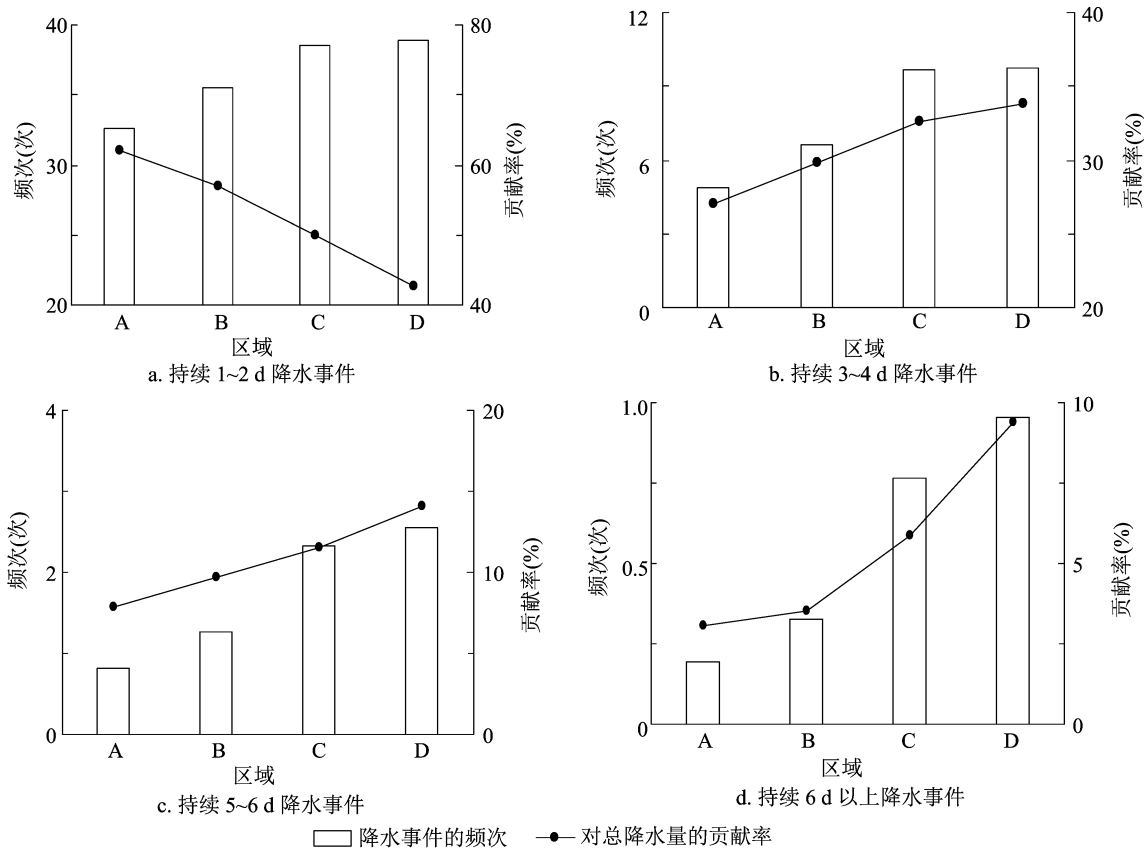 40
30
20
频次(次)
80
60
40
贡献率(%)
A B C D
区域
a. 持续 1~2 d 降水事件
12
6
0
频次(次)
40
30
20
贡献率(%)
A B C D
区域
b. 持续 3~4 d 降水事件
4
2
0
频次(次)
20
10
0
贡献率(%)
A B C D
区域
c. 持续 5~6 d 降水事件
1.0
0.5
0
频次(次)
10
5
0
贡献率(%)
A B C D
区域
d. 持续 6 d 以上降水事件
降水事件的频次 对总降水量的贡献率